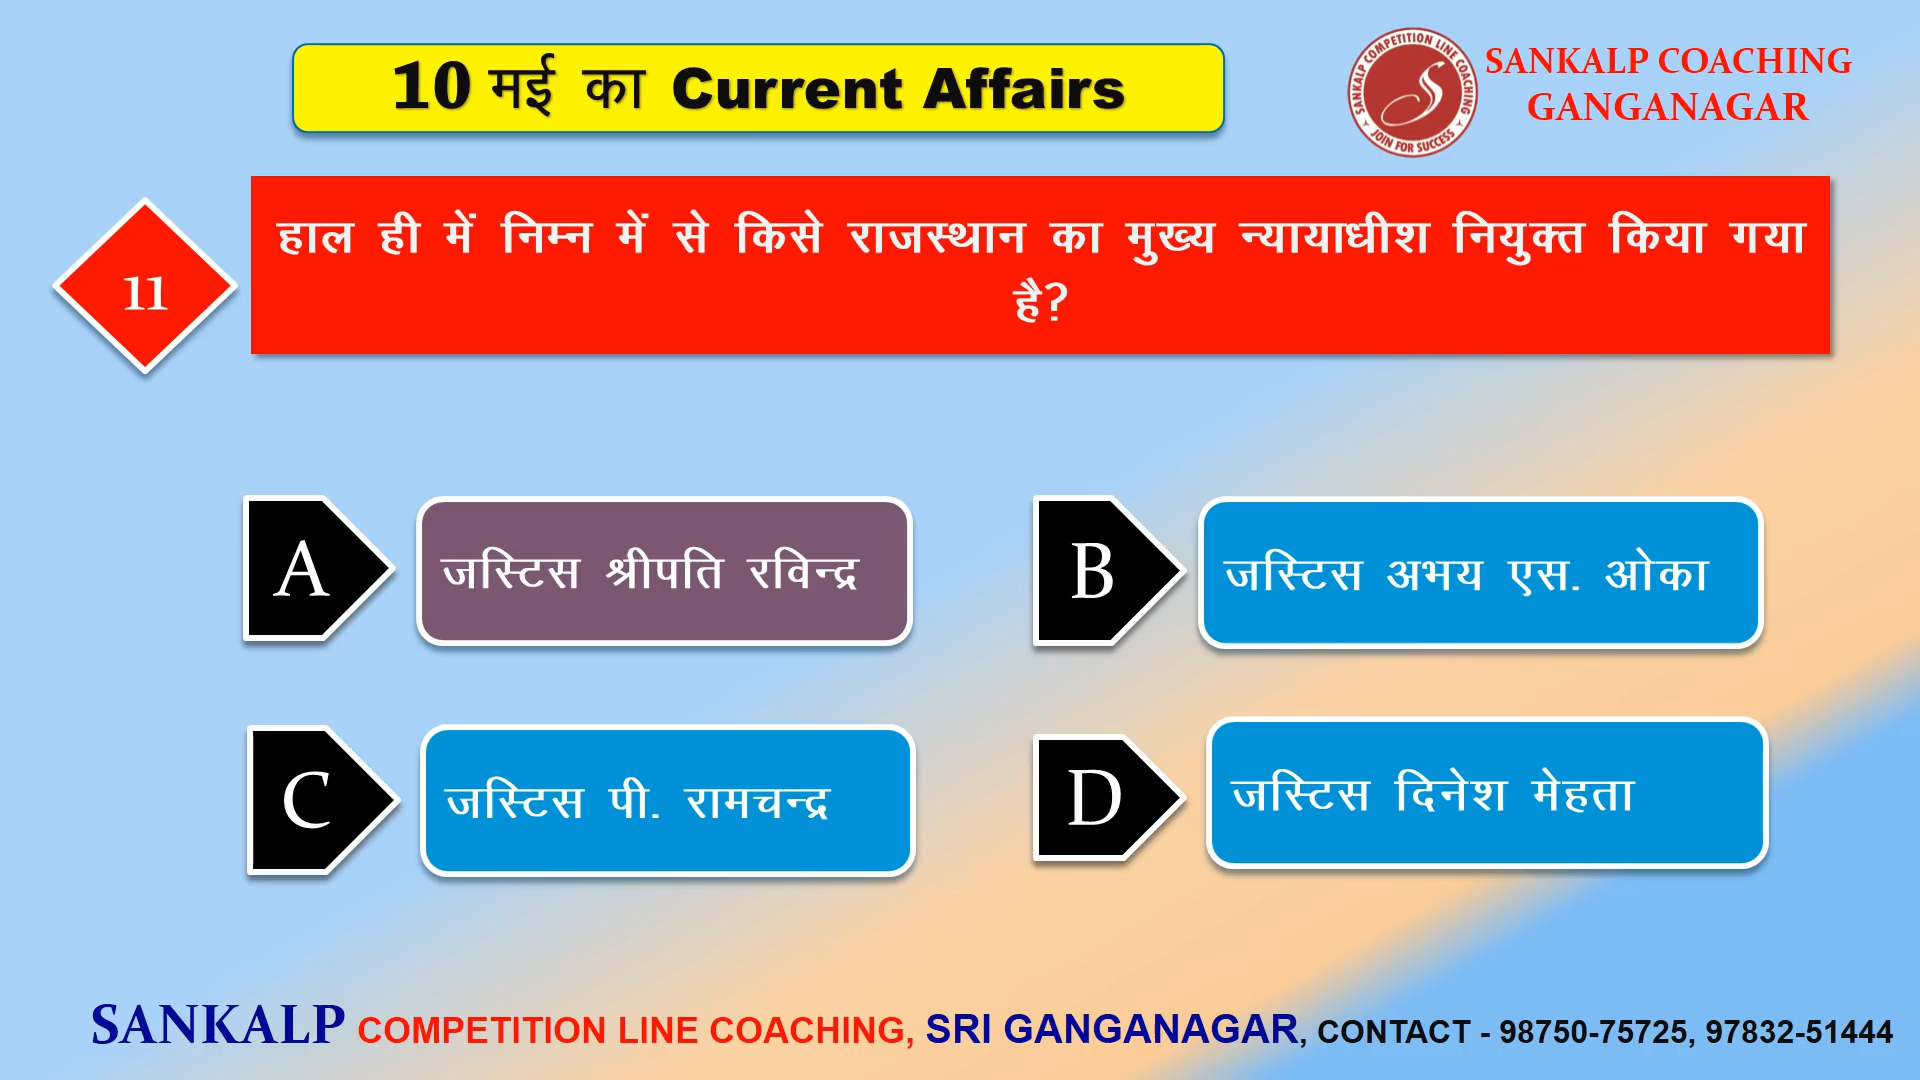 10 मई का Current Affairs
SANKALP COMPETITION LINE COACHING
JOIN FOR SUCCESS
SANKALP COACHING
GANGANAGAR
11
हाल ही में निम्न में से किसे राजस्थान का मुख्य न्यायाधीश नियुक्त किया गया
है?
A
जस्टिस श्रीपति रविन्द्र
B
जस्टिस अभय एस. ओका
C
जस्टिस पी. रामचन्द्र
D
जस्टिस दिनेश मेहता
SANKALP COMPETITION LINE COACHING, SRI GANGANAGAR, CONTACT - 98750-75725, 97832-51444